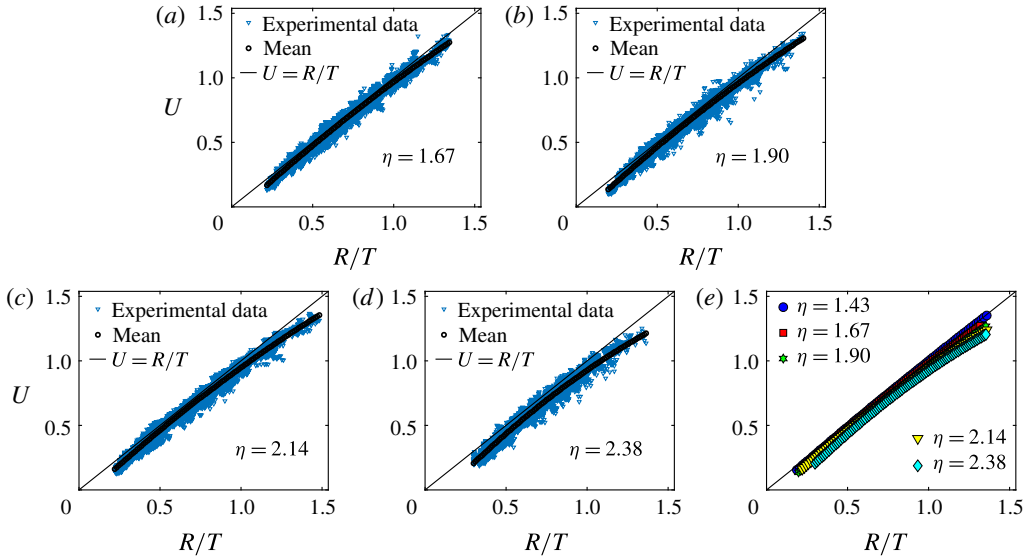 (a)
1.5
Experimental data
Mean
U = R/T
1.0
U
0.5
η = 1.67
0
0.5
1.0
1.5
R/T
(b)
1.5
Experimental data
Mean
U = R/T
1.0
0.5
η = 1.90
0
0.5
1.0
1.5
R/T
(c)
1.5
Experimental data
Mean
U = R/T
1.0
U
0.5
η = 2.14
0
0.5
1.0
1.5
R/T
(d)
1.5
Experimental data
Mean
U = R/T
1.0
0.5
η = 2.38
0
0.5
1.0
1.5
R/T
(e)
1.5
η = 1.43
η = 1.67
η = 1.90
1.0
0.5
η = 2.14
η = 2.38
0
0.5
1.0
1.5
R/T